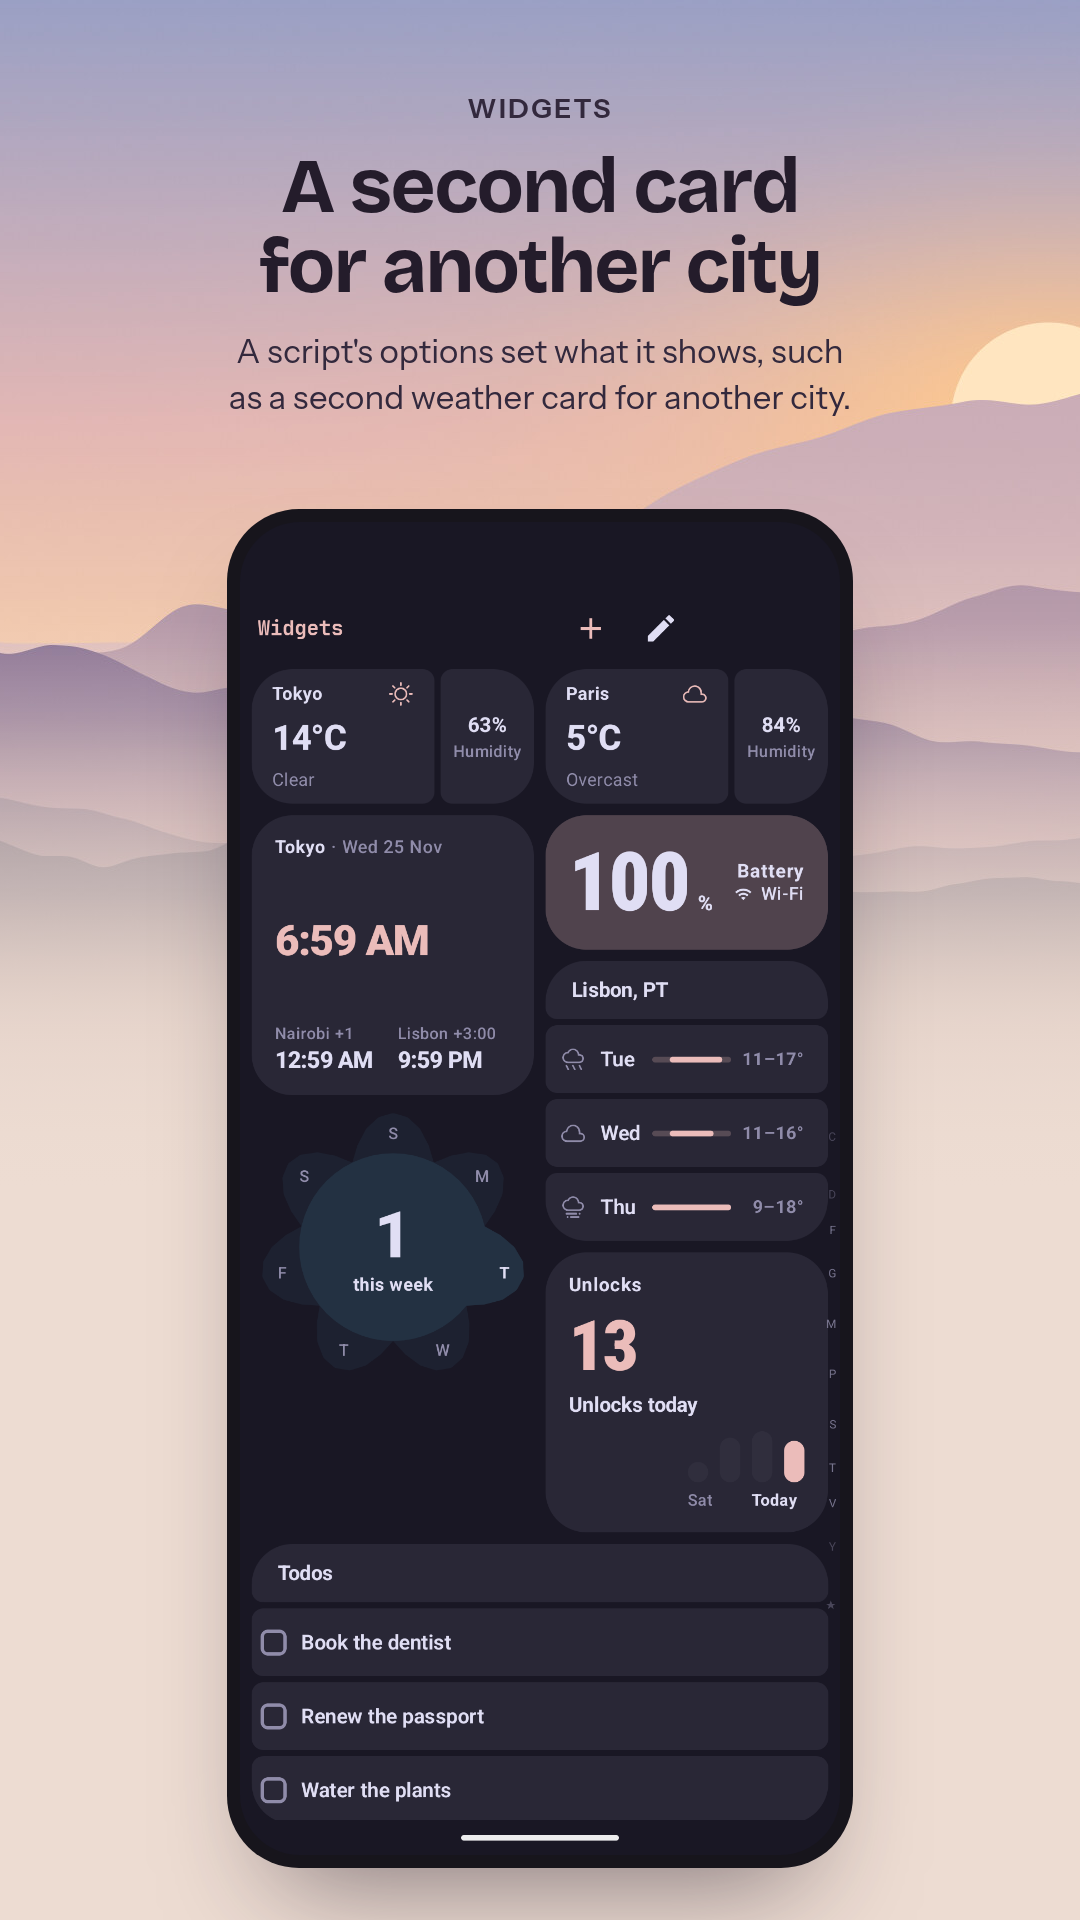 WIDGETS
A second card
for another city
A script's options set what it shows, such
as a second weather card for another city.
Widgets
Tokyo
14°C
Clear
63%
Humidity
Paris
5°C
Overcast
84%
Humidity
Tokyo · Wed 25 Nov
6:59 AM
Nairobi +1
12:59 AM
Lisbon +3:00
9:59 PM
100 %
Battery
Wi-Fi
Lisbon, PT
Tue 11–17°
Wed 11–16°
Thu 9–18°
S
M
T
W
T
F
S
1
this week
Unlocks
13
Unlocks today
Sat Today
C
D
F
G
M
P
S
T
V
Y
Todos
Book the dentist
Renew the passport
Water the plants